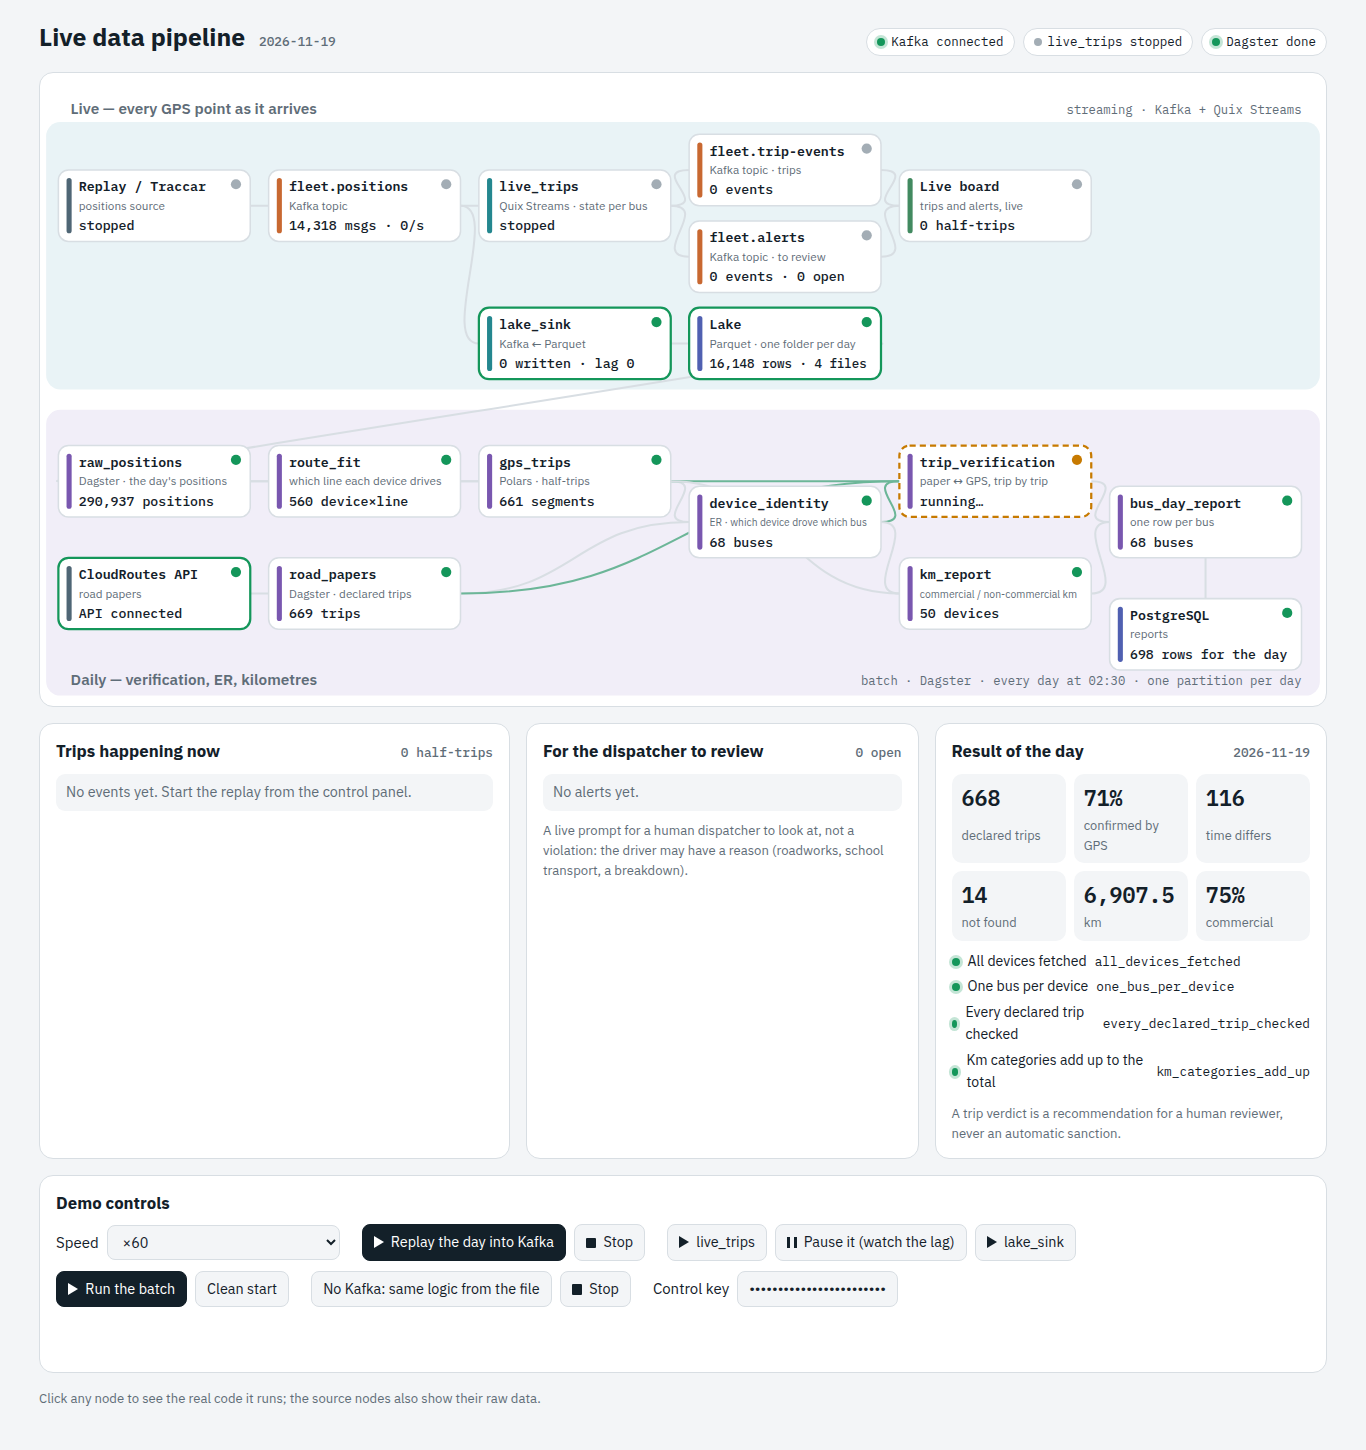 Live data pipeline 2026-11-19
Kafka connected
live_trips stopped
Dagster done
Live — every GPS point as it arrives
streaming · Kafka + Quix Streams
Replay / Traccar
positions source
stopped
fleet.positions
Kafka topic
14,318 msgs · 0/s
live_trips
Quix Streams · state per bus
stopped
fleet.trip-events
Kafka topic · trips
0 events
fleet.alerts
Kafka topic · to review
0 events · 0 open
Live board
trips and alerts, live
0 half-trips
lake_sink
Kafka ↔ Parquet
0 written · lag 0
Lake
Parquet · one folder per day
16,148 rows · 4 files
raw_positions
Dagster · the day's positions
290,937 positions
route_fit
which line each device drives
560 device×line
gps_trips
Polars · half-trips
661 segments
device_identity
ER · which device drove which bus
68 buses
trip_verification
paper ↔ GPS, trip by trip
running…
bus_day_report
one row per bus
68 buses
CloudRoutes API
road papers
API connected
road_papers
Dagster · declared trips
669 trips
km_report
commercial / non-commercial km
50 devices
PostgreSQL
reports
698 rows for the day
Daily — verification, ER, kilometres
batch · Dagster · every day at 02:30 · one partition per day
Trips happening now
0 half-trips
No events yet. Start the replay from the control panel.
For the dispatcher to review
0 open
No alerts yet.
A live prompt for a human dispatcher to look at, not a
violation: the driver may have a reason (roadworks, school
transport, a breakdown).
Result of the day
2026-11-19
668
declared trips
71%
confirmed by
GPS
116
time differs
14
not found
6,907.5
km
75%
commercial
All devices fetched all_devices_fetched
One bus per device one_bus_per_device
Every declared trip
checked
every_declared_trip_checked
Km categories add up to the
total
km_categories_add_up
A trip verdict is a recommendation for a human reviewer,
never an automatic sanction.
Demo controls
Speed ×60 Replay the day into Kafka Stop live_trips Pause it (watch the lag) lake_sink
Run the batch Clean start No Kafka: same logic from the file Stop Control key ••••••••••••••••••••••••
Click any node to see the real code it runs; the source nodes also show their raw data.